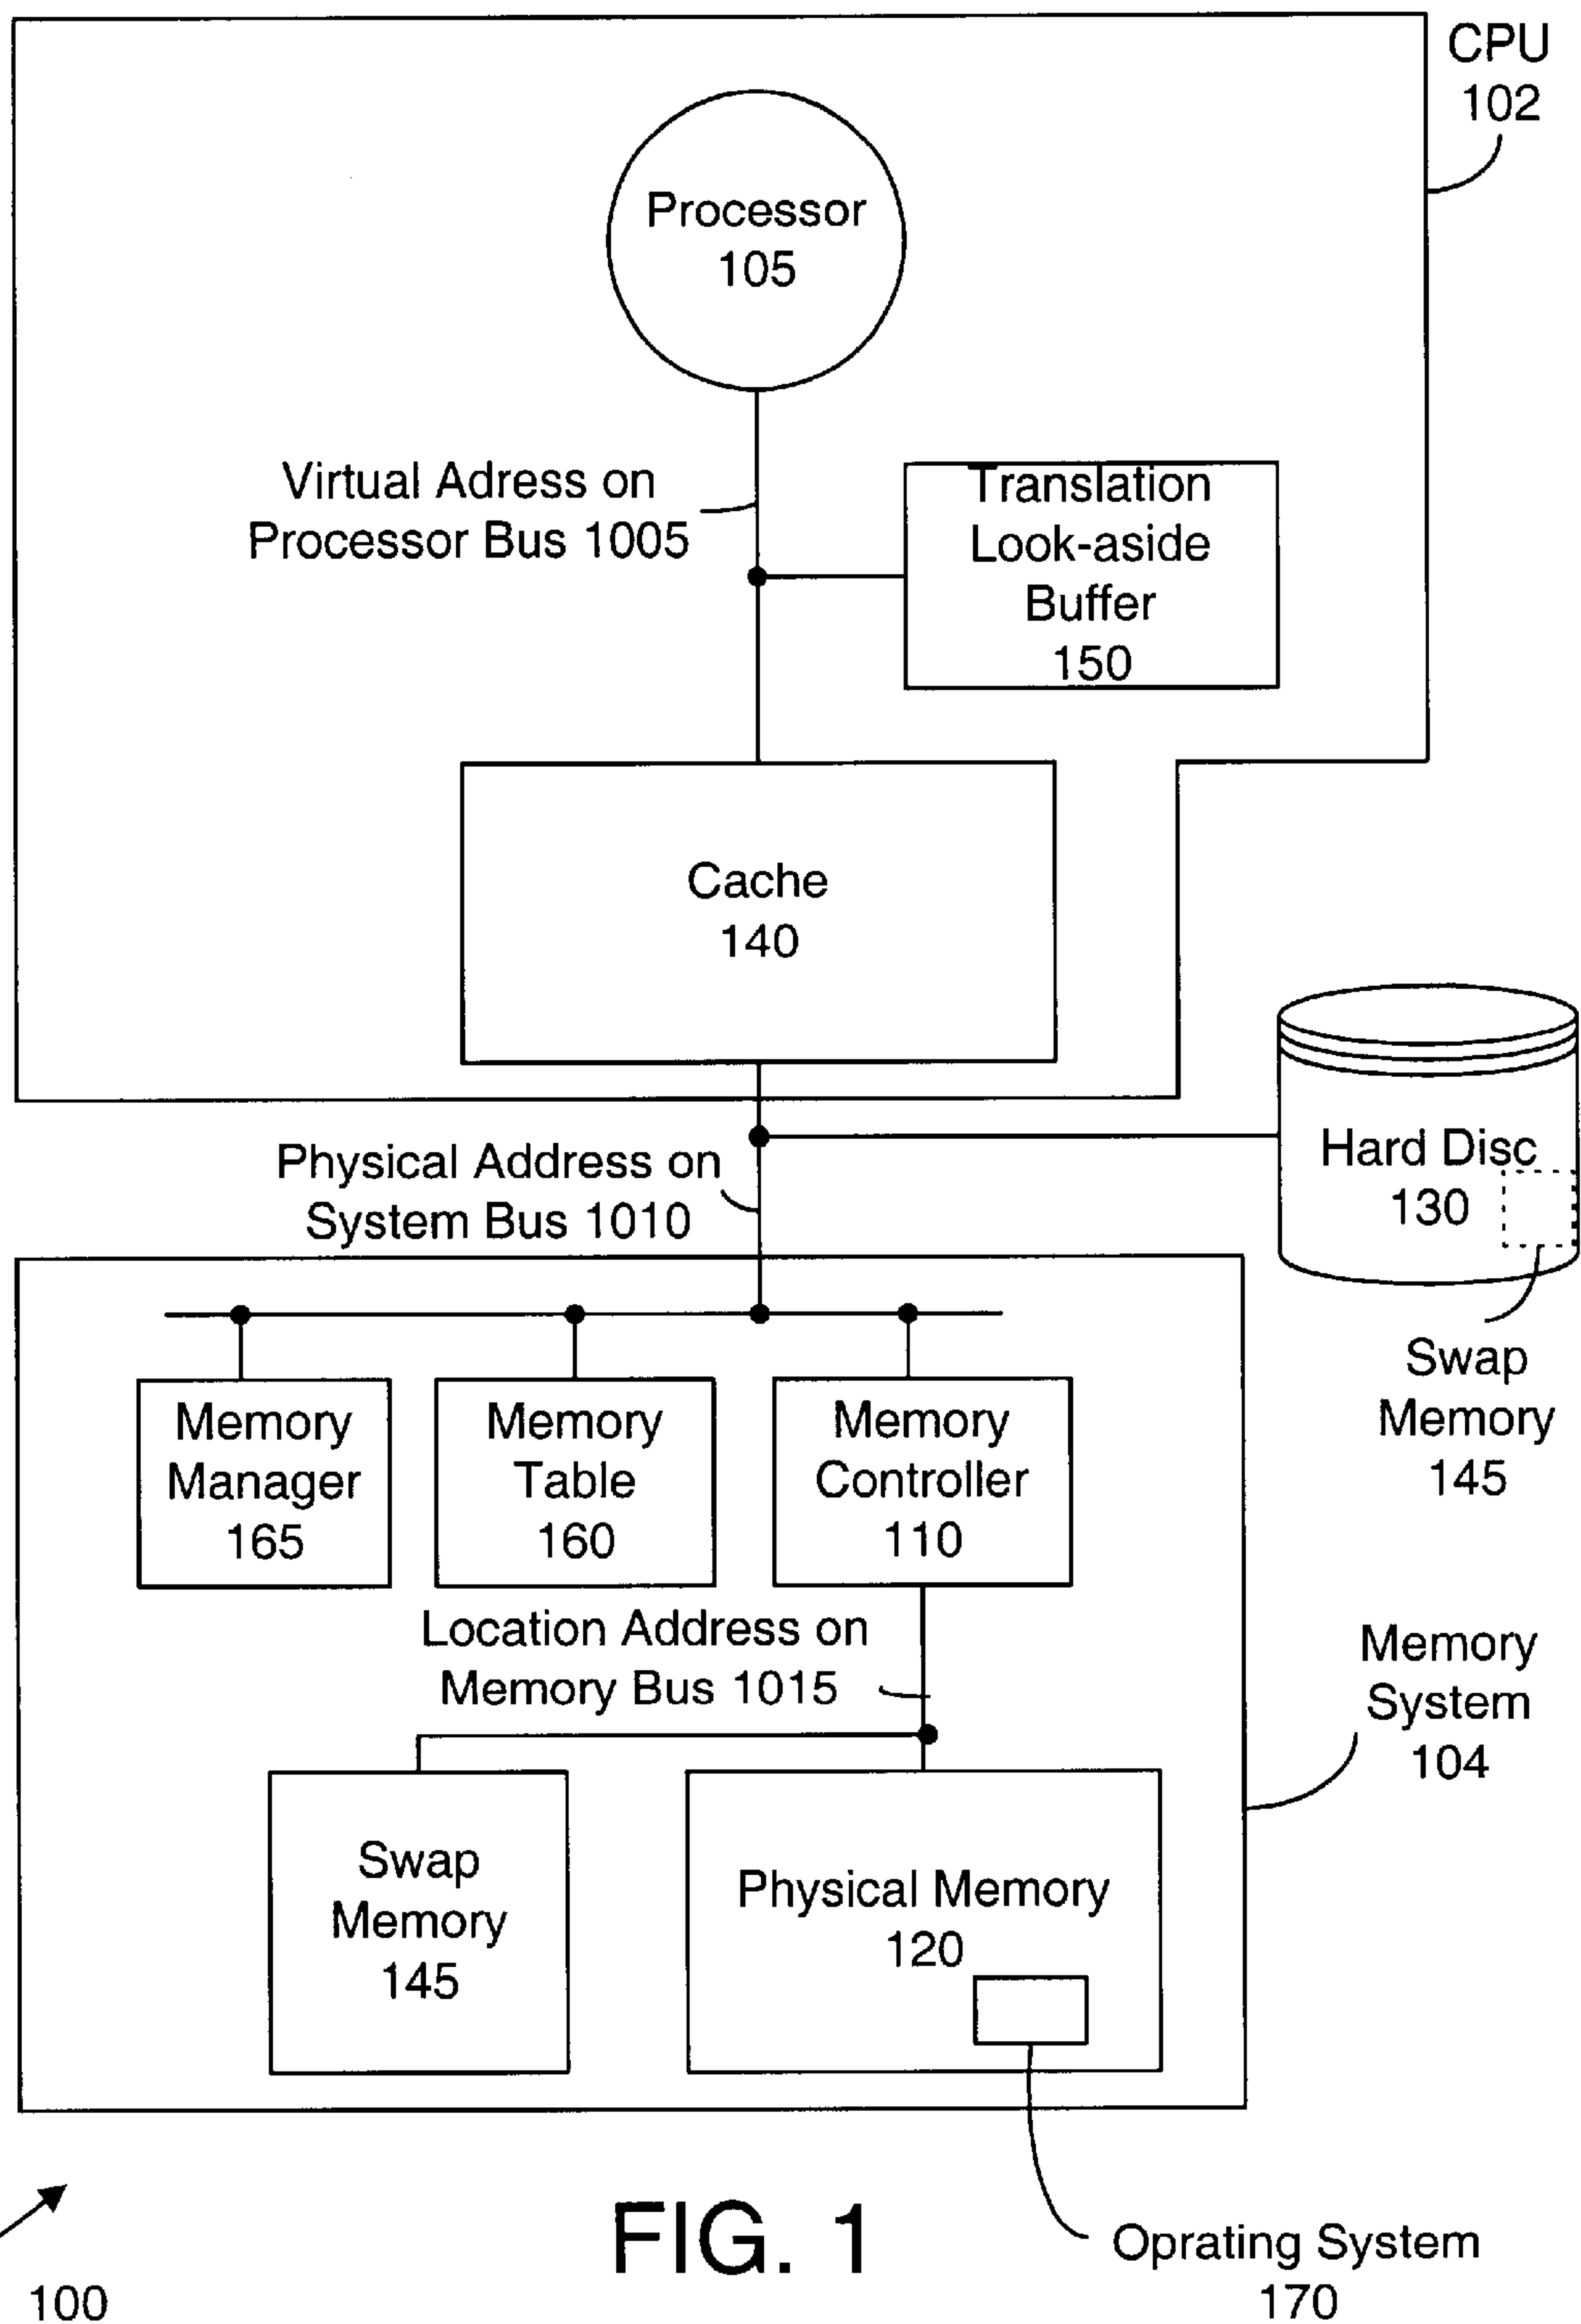 CPU
102
Processor
105
Virtual Adress on
Processor Bus 1005
Translation
Look-aside
Buffer
150
Cache
140
Physical Address on
System Bus 1010
Hard Disc
130
Swap
Memory
145
Memory
Manager
165
Memory
Table
160
Memory
Controller
110
Location Address on
Memory Bus 1015
Memory
System
104
Swap
Memory
145
Physical Memory
120
FIG. 1
Oprating System
170
100